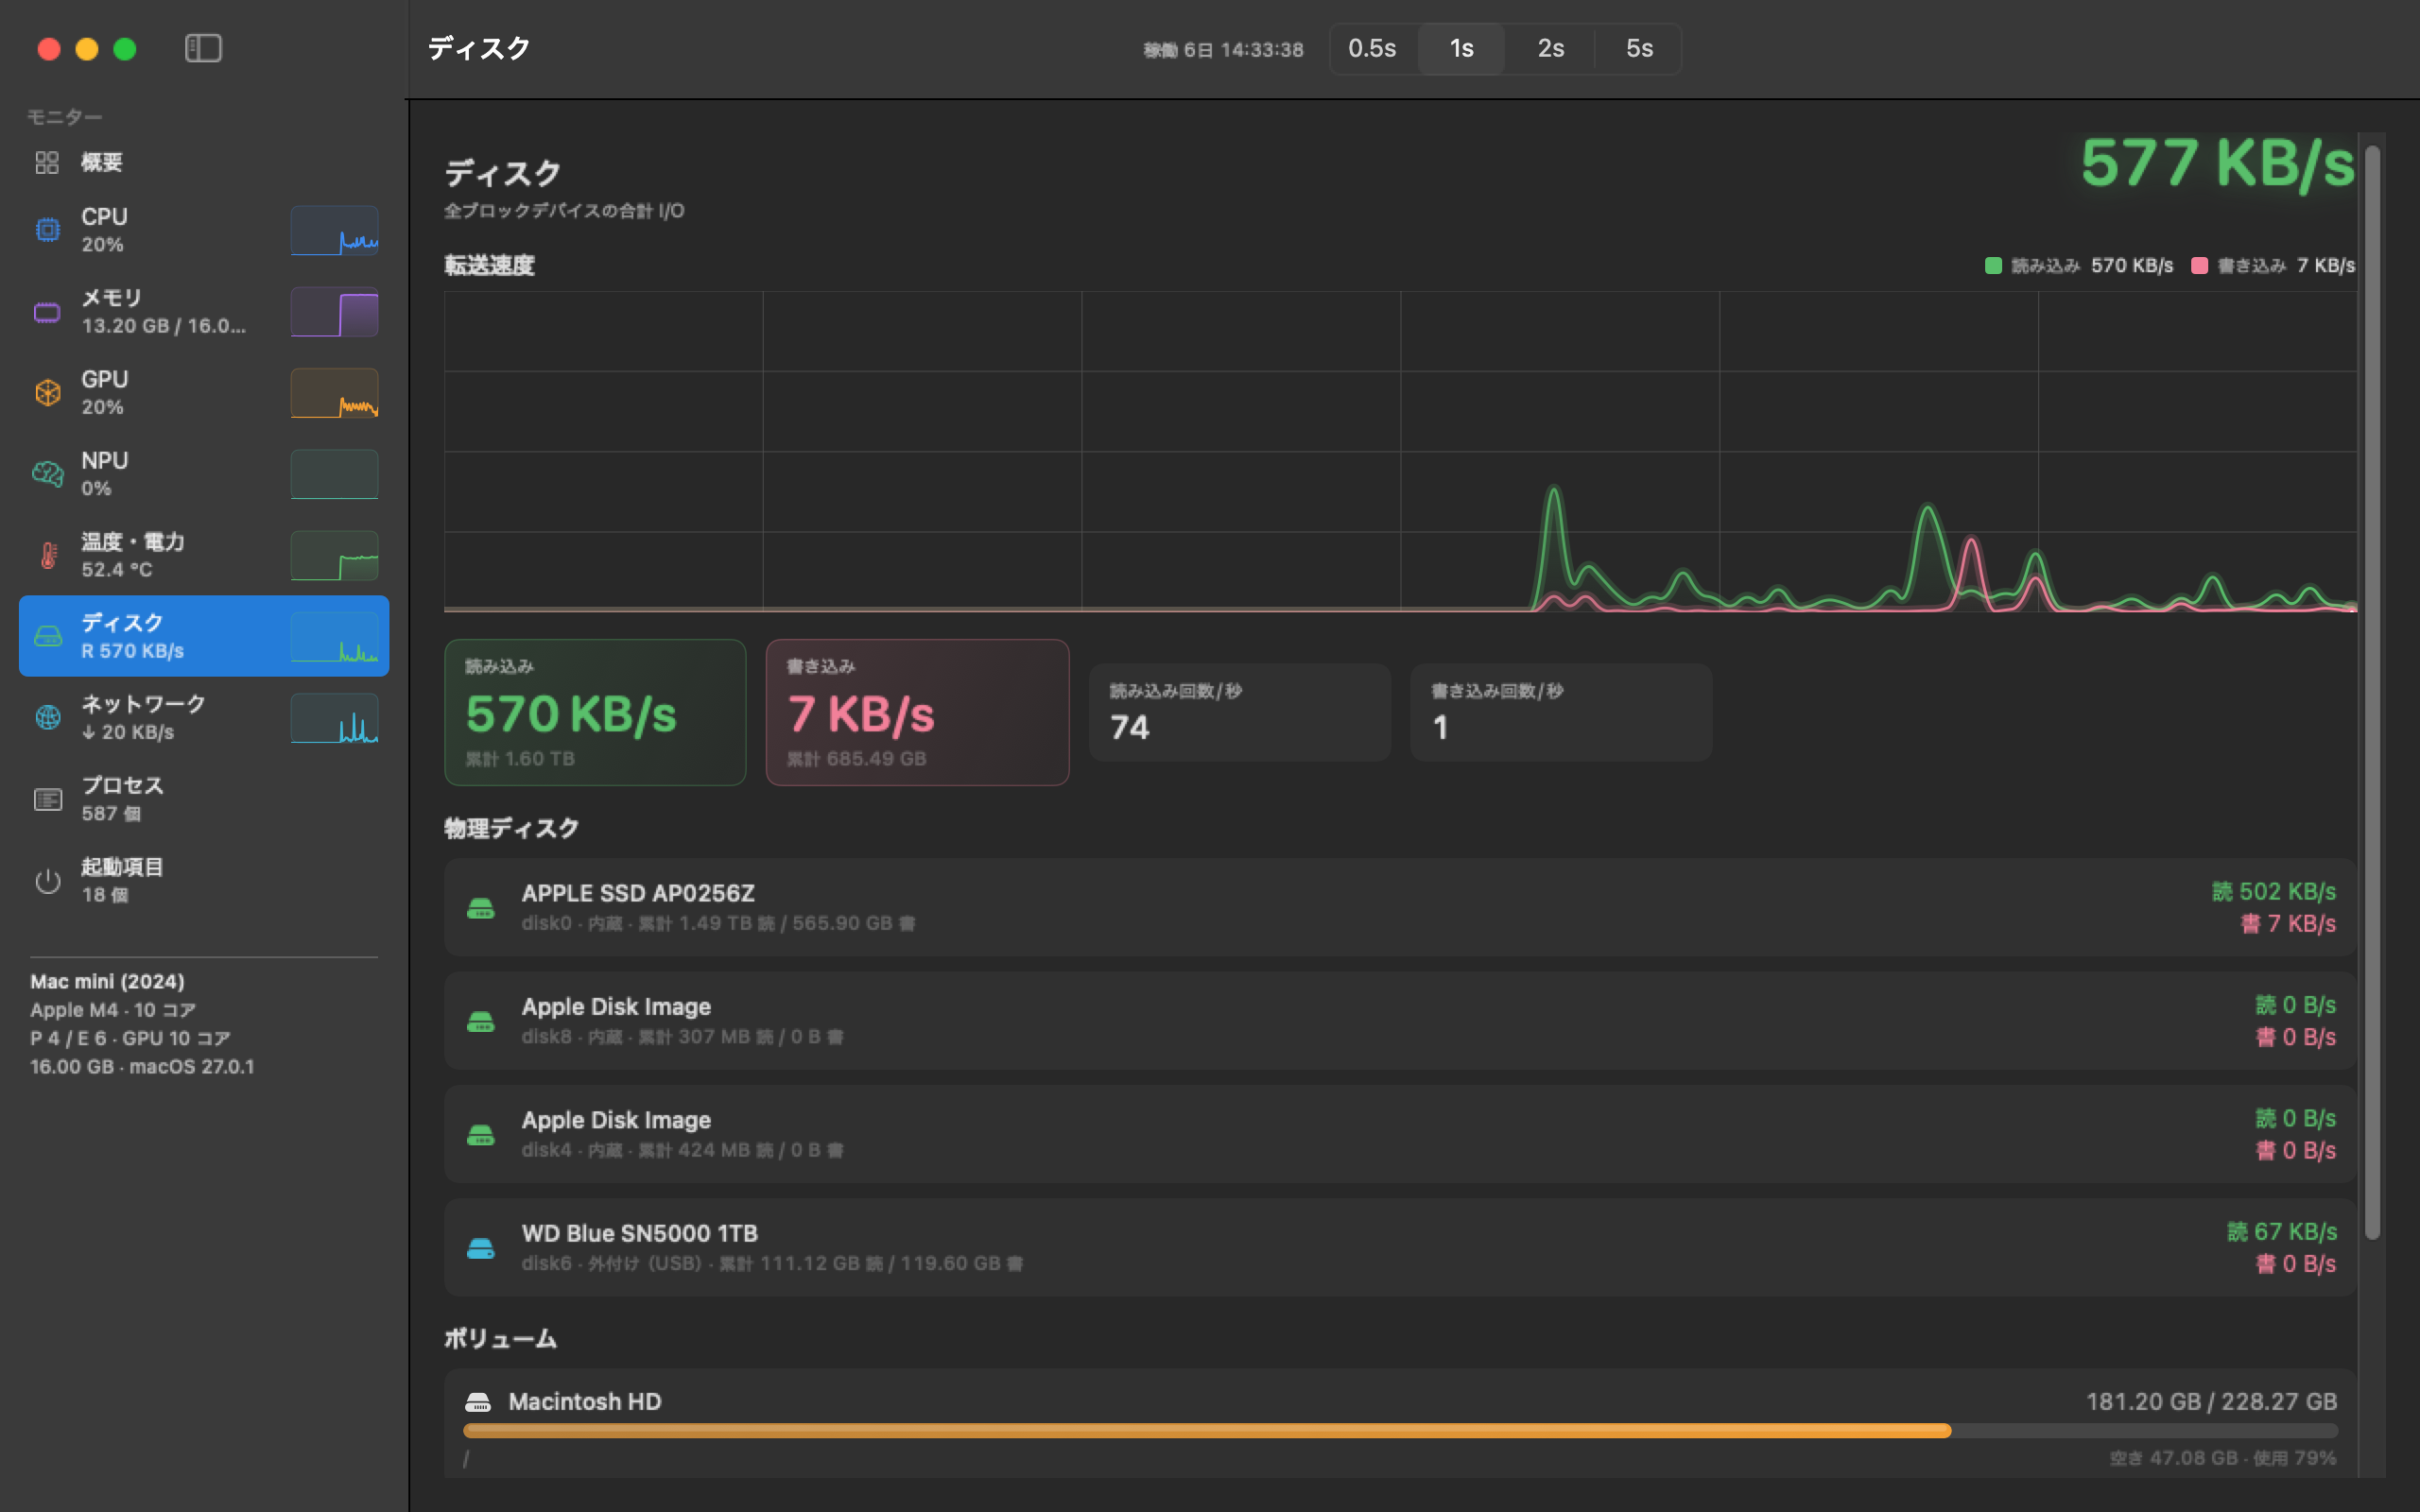 ディスク
稼働 6日 14:33:38
0.5s 1s 2s 5s
モニター
概要
CPU
20%
メモリ
13.20 GB / 16.0...
GPU
20%
NPU
0%
温度・電力
52.4 °C
ディスク
R 570 KB/s
ネットワーク
↓ 20 KB/s
プロセス
587 個
起動項目
18 個
Mac mini (2024)
Apple M4 · 10 コア
P 4 / E 6 · GPU 10 コア
16.00 GB · macOS 27.0.1
ディスク
577 KB/s
全ブロックデバイスの合計 I/O
転送速度
読み込み 570 KB/s 書き込み 7 KB/s
読み込み
570 KB/s
累計 1.60 TB
書き込み
7 KB/s
累計 685.49 GB
読み込み回数/秒
74
書き込み回数/秒
1
物理ディスク
APPLE SSD AP0256Z
disk0 · 内蔵 · 累計 1.49 TB 読 / 565.90 GB 書
読 502 KB/s
書 7 KB/s
Apple Disk Image
disk8 · 内蔵 · 累計 307 MB 読 / 0 B 書
読 0 B/s
書 0 B/s
Apple Disk Image
disk4 · 内蔵 · 累計 424 MB 読 / 0 B 書
読 0 B/s
書 0 B/s
WD Blue SN5000 1TB
disk6 · 外付け (USB) · 累計 111.12 GB 読 / 119.60 GB 書
読 67 KB/s
書 0 B/s
ボリューム
Macintosh HD
181.20 GB / 228.27 GB
/
空き 47.08 GB · 使用 79%